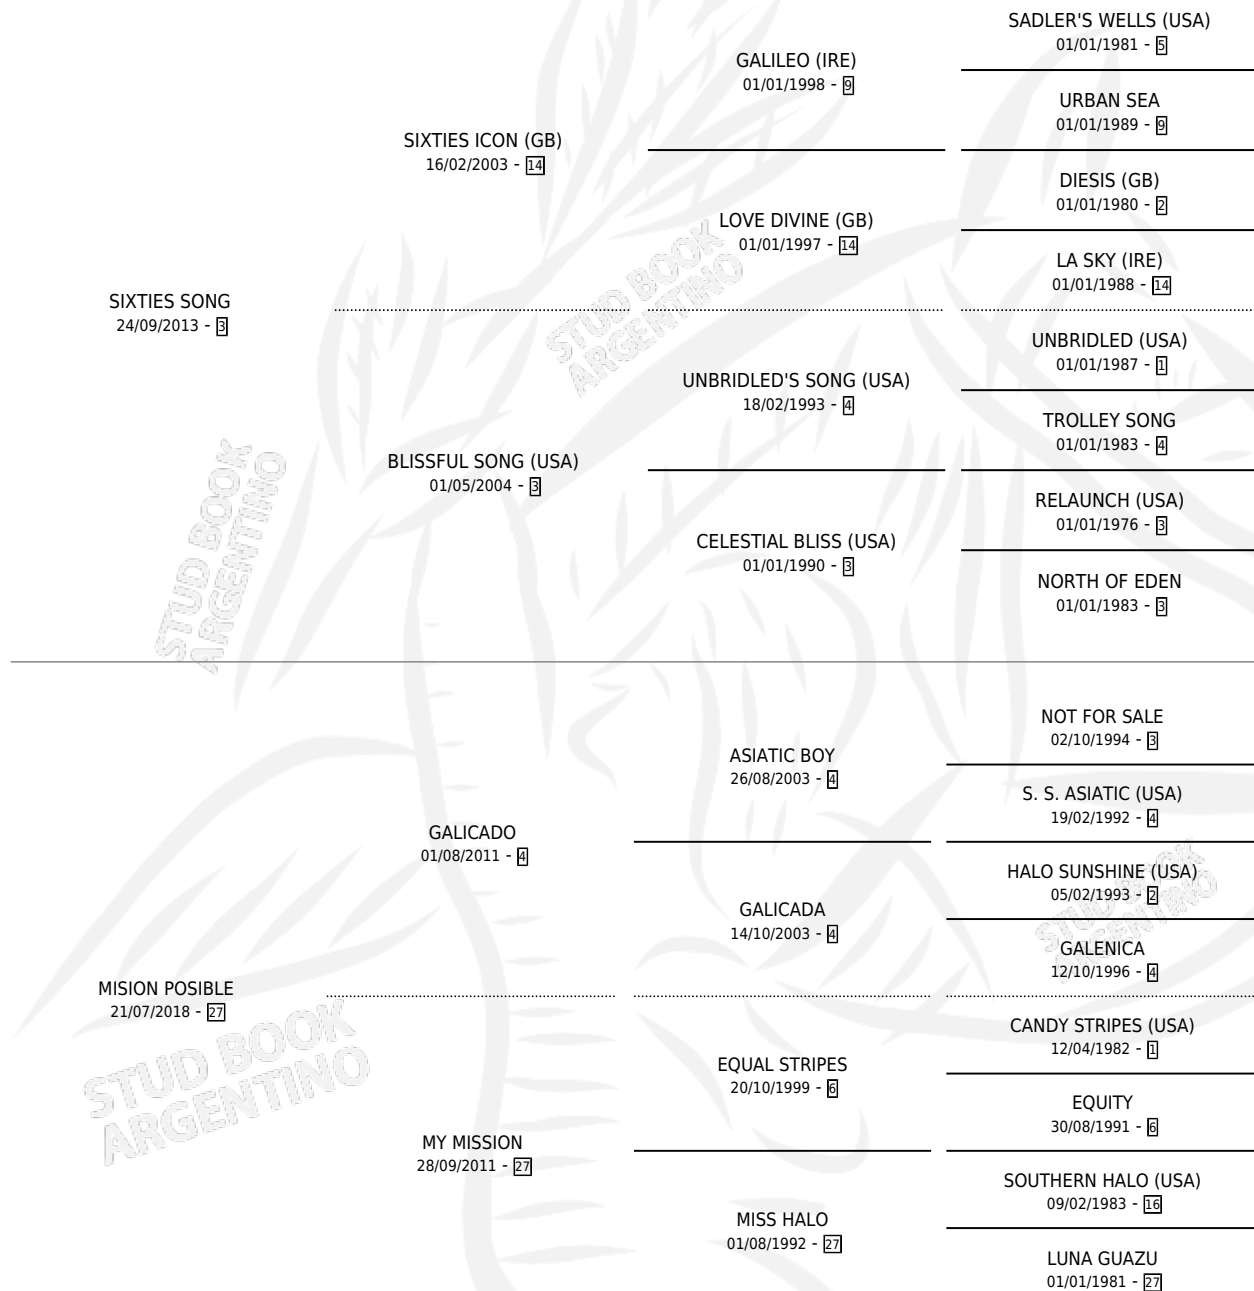 SADLER'S WELLS (USA)
01/01/1981 - 5
GALILEO (IRE)
01/01/1998 - 9
URBAN SEA
01/01/1989 - 9
SIXTIES ICON (GB)
16/02/2003 - 14
DIESIS (GB)
01/01/1980 - 2
LOVE DIVINE (GB)
01/01/1997 - 14
LA SKY (IRE)
01/01/1988 - 14
SIXTIES SONG
24/09/2013 - 3
STUD BOOK
ARGENTINO
UNBRIDLED (USA)
01/01/1987 - 1
UNBRIDLED'S SONG (USA)
18/02/1993 - 4
TROLLEY SONG
01/01/1983 - 4
BLISSFUL SONG (USA)
01/05/2004 - 3
RELAUNCH (USA)
01/01/1976 - 3
CELESTIAL BLISS (USA)
01/01/1990 - 3
NORTH OF EDEN
01/01/1983 - 3
STUD BOOK
ARGENTINO
NOT FOR SALE
02/10/1994 - 3
ASIATIC BOY
26/08/2003 - 4
S. S. ASIATIC (USA)
19/02/1992 - 4
GALICADO
01/08/2011 - 4
HALO SUNSHINE (USA)
05/02/1993 - 2
GALICADA
14/10/2003 - 4
STUD BOOK
ARGENTINO
GALENICA
12/10/1996 - 4
MISION POSIBLE
21/07/2018 - 27
STUD BOOK
ARGENTINO
CANDY STRIPES (USA)
12/04/1982 - 1
EQUAL STRIPES
20/10/1999 - 6
EQUITY
30/08/1991 - 6
MY MISSION
28/09/2011 - 27
SOUTHERN HALO (USA)
09/02/1983 - 16
MISS HALO
01/08/1992 - 27
LUNA GUAZU
01/01/1981 - 27